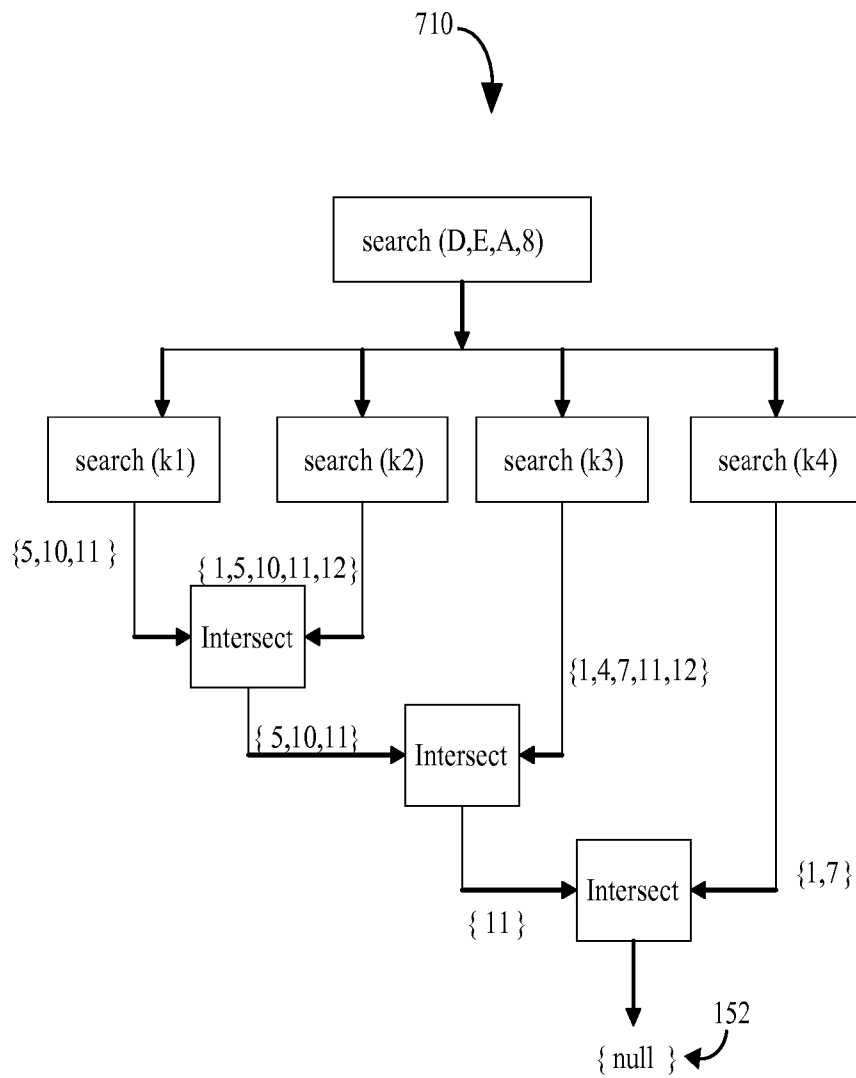 710
search (D,E,A,8)
search (k1)
search (k2)
search (k3)
search (k4)
{5,10,11 }
{ 1,5,10,11,12}
Intersect
{1,4,7,11,12}
{ 5,10,11}
Intersect
{1,7}
Intersect
{ 11 }
152
{ null }